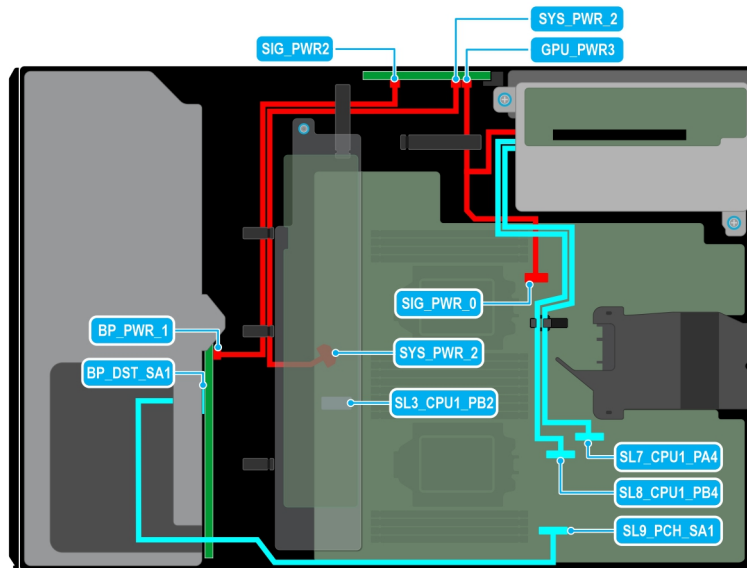 SYS_PWR_2
SIG_PWR2
GPU_PWR3
SIG_PWR_0
BP_PWR_1
SYS_PWR_2
BP_DST_SA1
SL3_CPU1_PB2
SL7_CPU1_PA4
SL8_CPU1_PB4
SL9_PCH_SA1